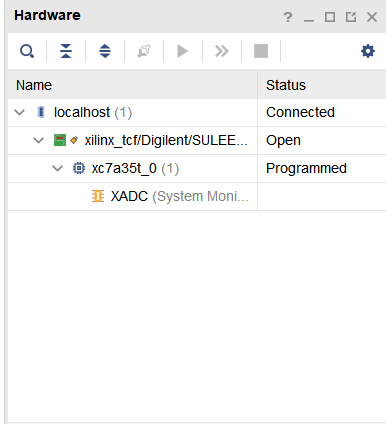 Hardware
?
Name Status
localhost (1) Connected
xilinx_tcf/Digilent/SULEE... Open
xc7a35t_0 (1) Programmed
XADC (System Moni...